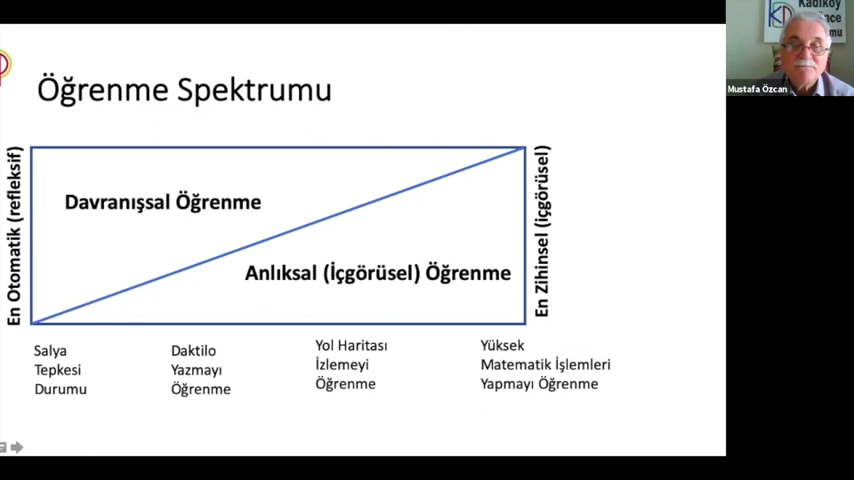 Öğrenme Spektrumu
En Otomatik (refleksif)
Davranışsal Öğrenme
Anlıksal (İçgörüsel) Öğrenme
En Zihinsel (içgörüsel)
Salya
Tepkesi
Durumu
Daktilo
Yazmayı
Öğrenme
Yol Haritası
İzlemeyi
Öğrenme
Yüksek
Matematik İşlemleri
Yapmayı Öğrenme
Kadıköy
Mustafa Özcan